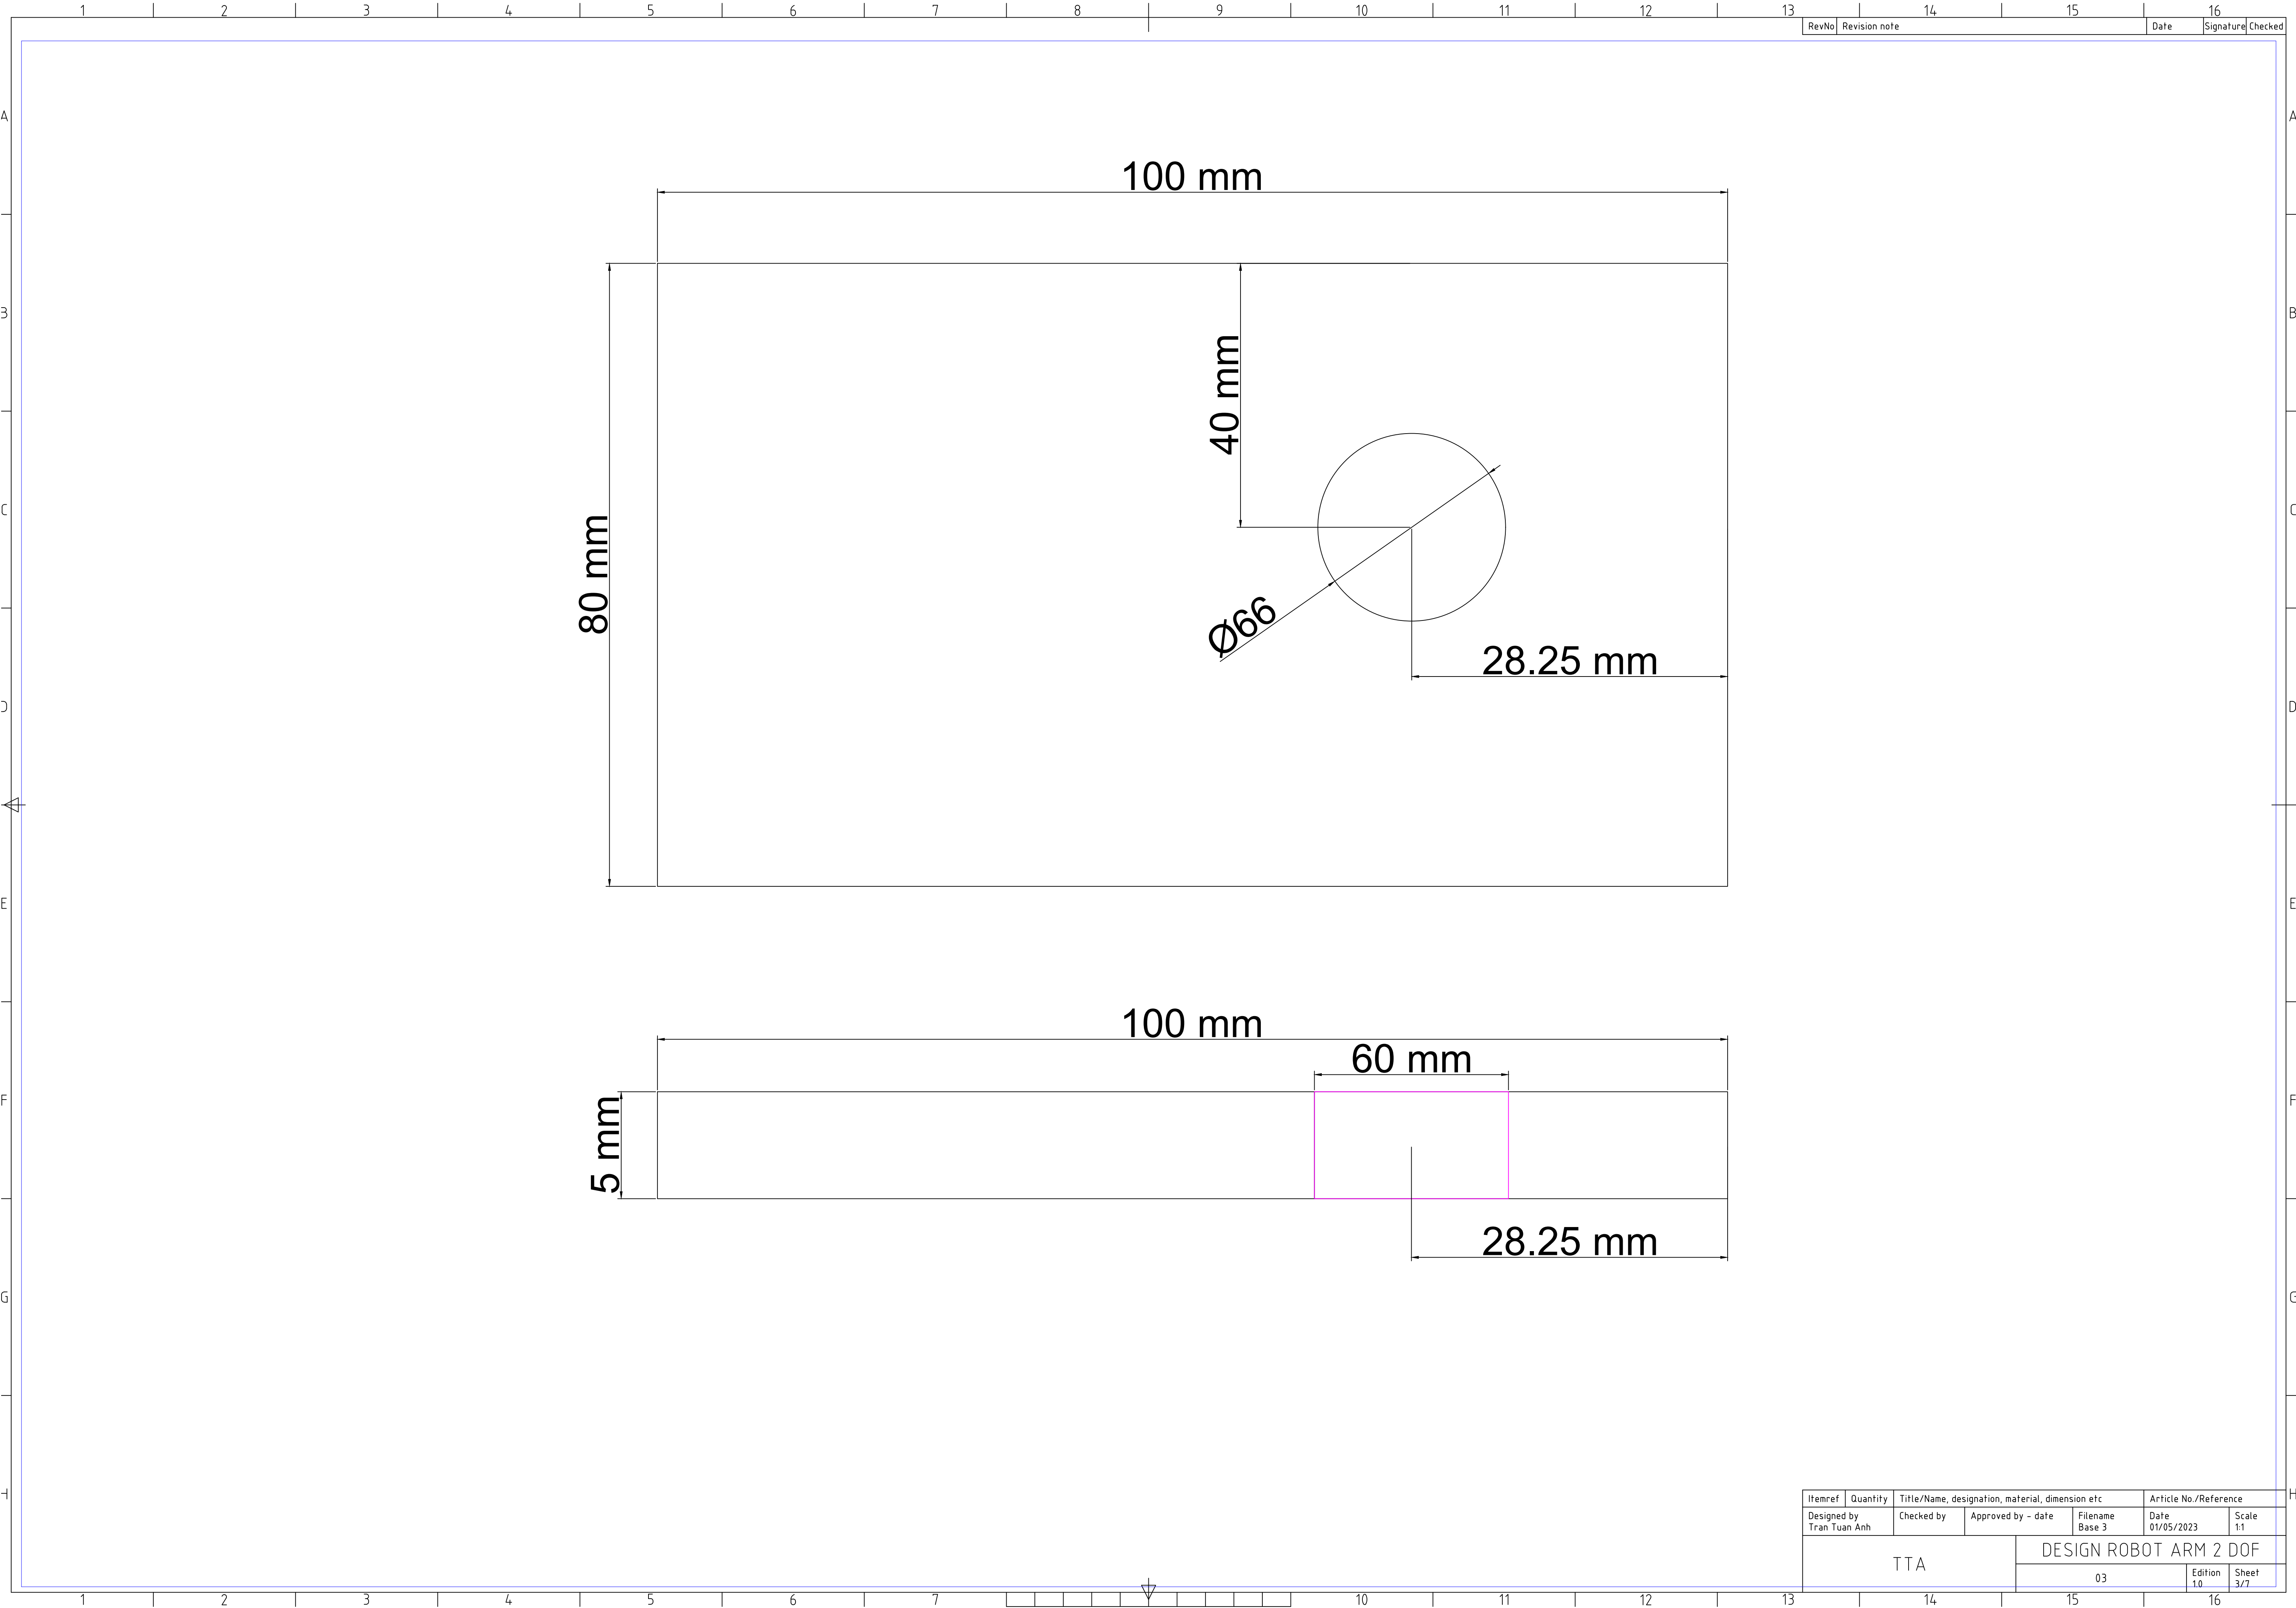 1 2 3 4 5 6 7 8 9 10 11 12 13 14 15 16
RevNo Revision note Date Signature Checked
A A
100 mm
B B
40 mm
C C
80 mm
Ø66
28.25 mm
D D
E E
100 mm
60 mm
F F
5 mm
28.25 mm
G G
H H
Itemref Quantity Title/Name, designation, material, dimension etc Article No./Reference
Designed by Checked by Approved by - date Filename Date Scale
Tran Tuan Anh Base 3 01/05/2023 1:1
TTA
DESIGN ROBOT ARM 2 DOF
03
Edition Sheet
1.0 3/7
1 2 3 4 5 6 7 10 11 12 13 14 15 16